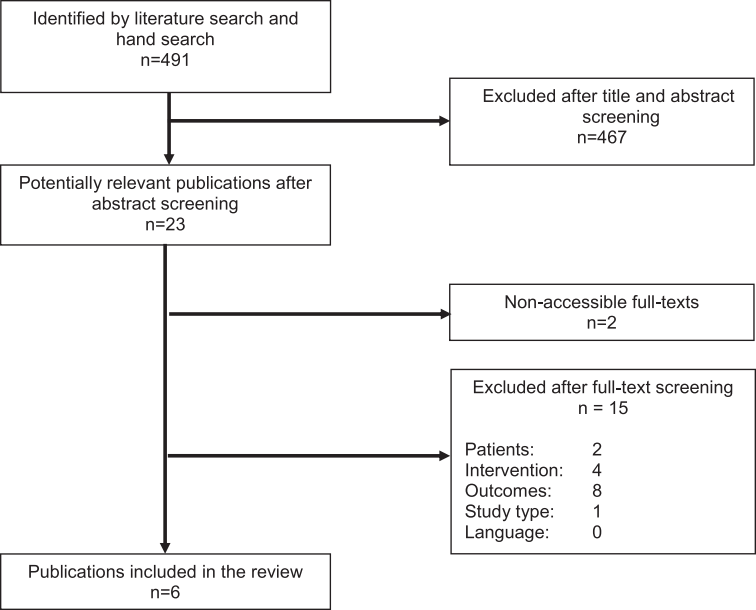 Identified by literature search and
hand search
n=491
Excluded after title and abstract
screening
n=467
Potentially relevant publications after
abstract screening
n=23
Non-accessible full-texts
n=2
Excluded after full-text screening
n = 15
Patients: 2
Intervention: 4
Outcomes: 8
Study type: 1
Language: 0
Publications included in the review
n=6